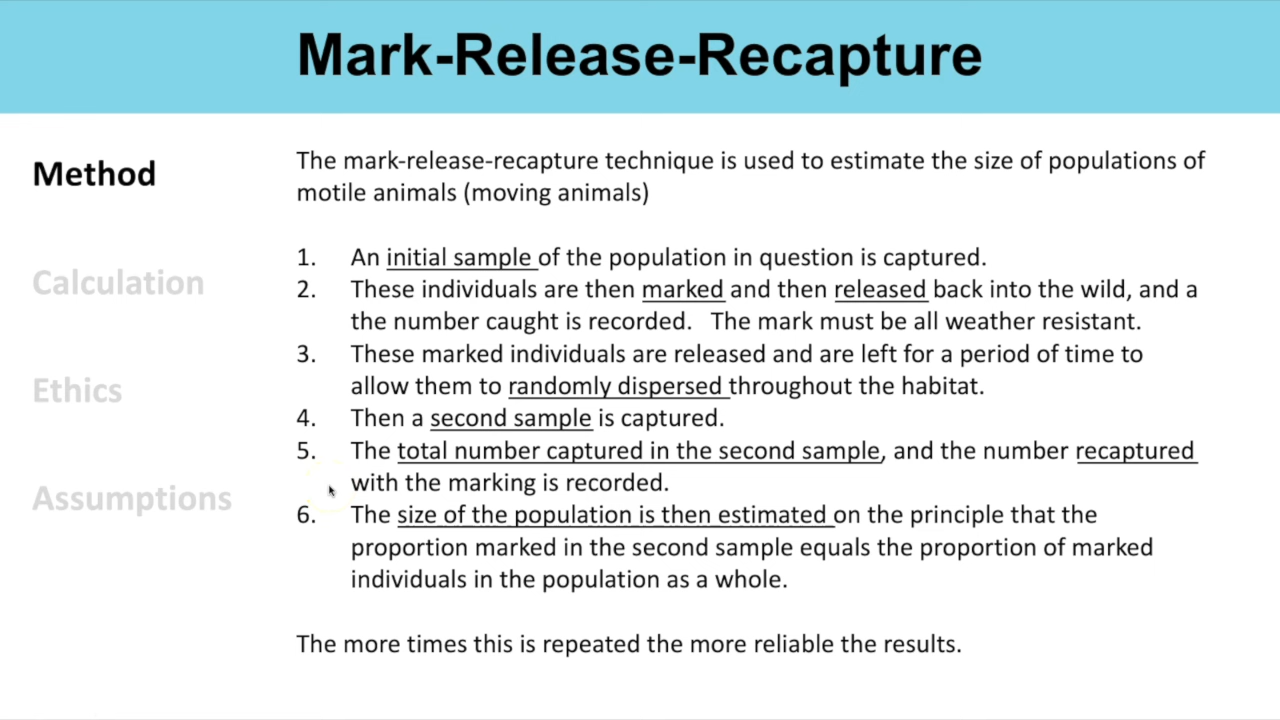 Mark-Release-Recapture
Method
Calculation
Ethics
Assumptions
The mark-release-recapture technique is used to estimate the size of populations of
motile animals (moving animals)
1. An initial sample of the population in question is captured.
2. These individuals are then marked and then released back into the wild, and a
the number caught is recorded. The mark must be all weather resistant.
3. These marked individuals are released and are left for a period of time to
allow them to randomly dispersed throughout the habitat.
4. Then a second sample is captured.
5. The total number captured in the second sample, and the number recaptured
with the marking is recorded.
6. The size of the population is then estimated on the principle that the
proportion marked in the second sample equals the proportion of marked
individuals in the population as a whole.
The more times this is repeated the more reliable the results.